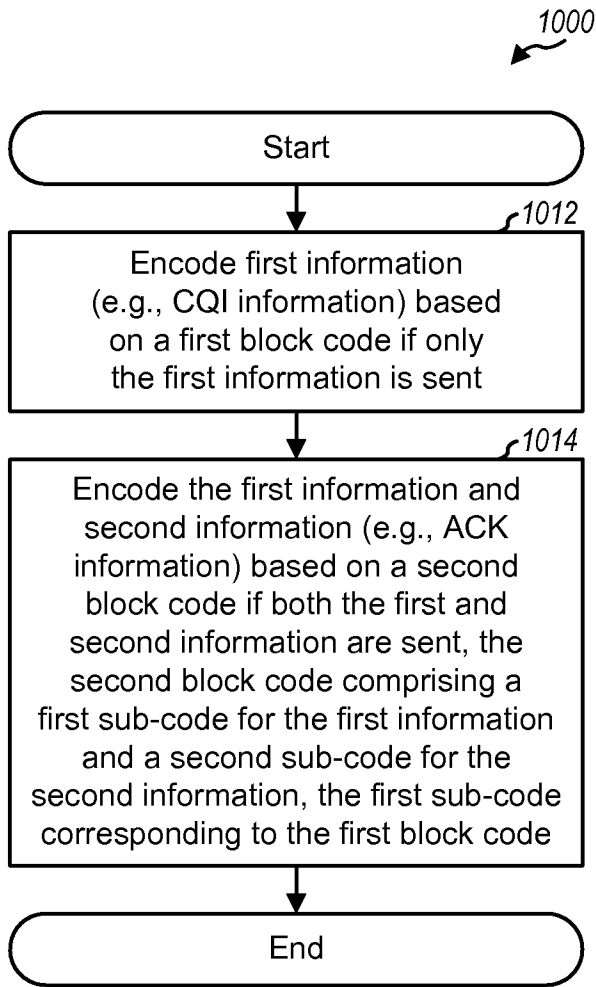 1000
Start
1012
Encode first information
(e.g., CQI information) based
on a first block code if only
the first information is sent
1014
Encode the first information and
second information (e.g., ACK
information) based on a second
block code if both the first and
second information are sent, the
second block code comprising a
first sub-code for the first information
and a second sub-code for the
second information, the first sub-code
corresponding to the first block code
End